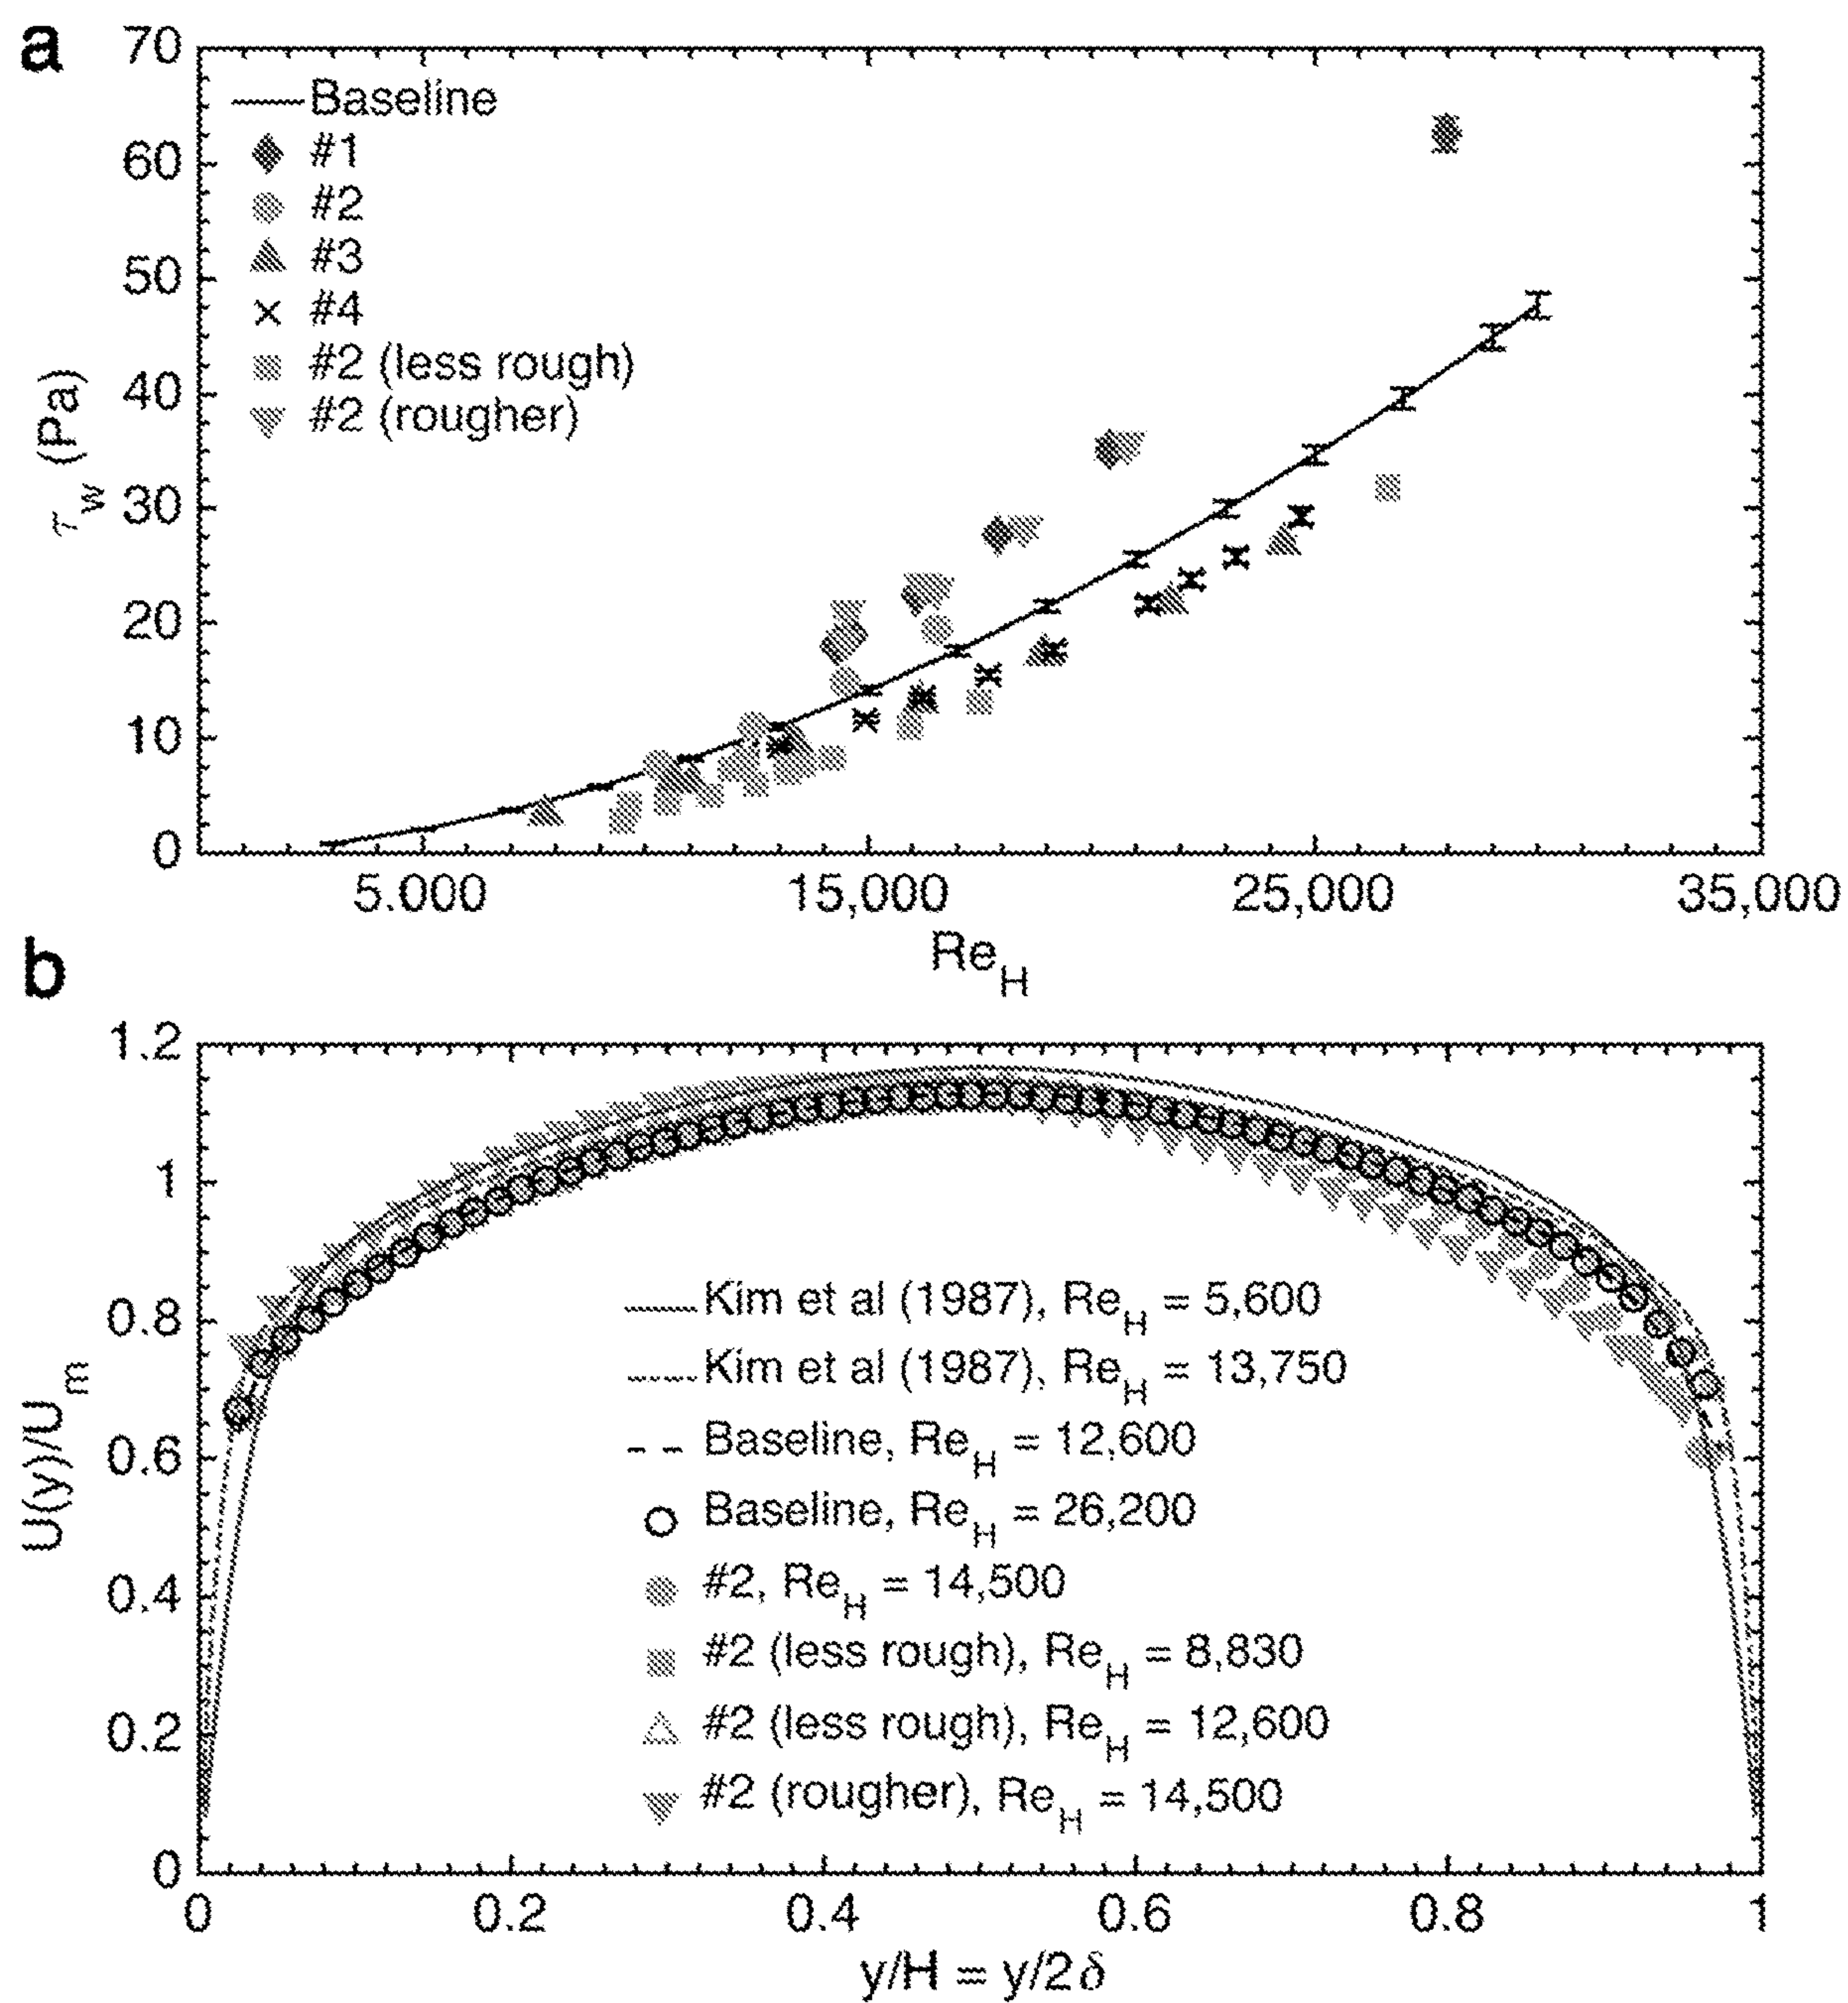 a
70
60
50
40
30
20
10
0
τw (Pa)
Baseline
#1
#2
#3
#4
#2 (less rough)
#2 (rougher)
5.000 15,000 25,000 35,000
ReH
b
1.2
1
0.8
0.6
0.4
0.2
0
U(y)/Um
Kim et al (1987), ReH = 5,600
Kim et al (1987), ReH = 13,750
Baseline, ReH = 12,600
Baseline, ReH = 26,200
#2, ReH = 14,500
#2 (less rough), ReH = 8,830
#2 (less rough), ReH = 12,600
#2 (rougher), ReH = 14,500
0 0.2 0.4 0.6 0.8 1
y/H = y/2δ